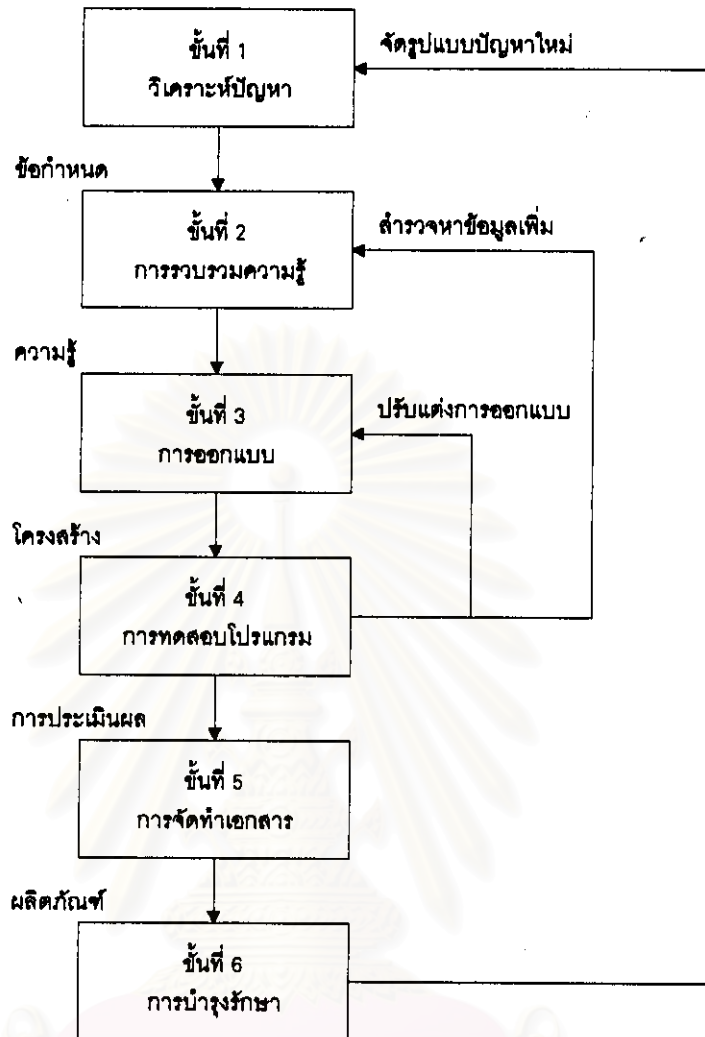 ขั้นที่ 1
จัดรูปแบบปัญหาใหม่
วิเคราะห์ปัญหา
ข้อกำหนด
ขั้นที่ 2
สำรวจหาข้อมูลเพิ่ม
การรวบรวมความรู้
ความรู้
ขั้นที่ 3
ปรับแต่งการออกแบบ
การออกแบบ
โครงสร้าง
ขั้นที่ 4
การทดสอบโปรแกรม
การประเมินผล
ขั้นที่ 5
การจัดทำเอกสาร
ผลิตภัณฑ์
ขั้นที่ 6
การบำรุงรักษา